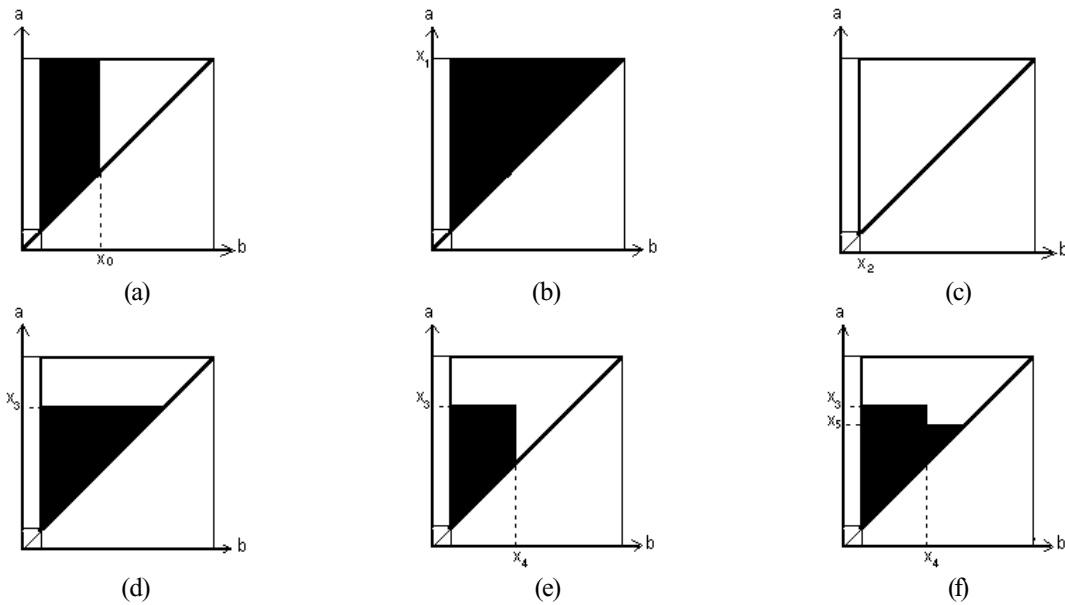 a
b
x₀
(a)
a
x₁
b
(b)
a
b
x₂
(c)
a
x₃
b
(d)
a
x₃
b
x₄
(e)
a
x₃
x₅
b
x₄
(f)